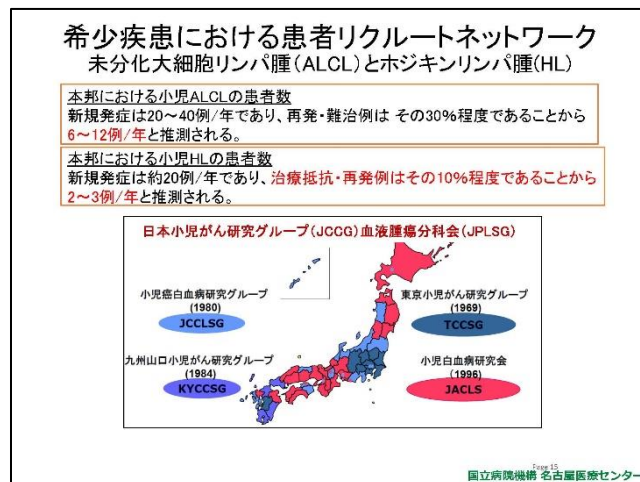 希少疾患における患者リクルートネットワーク
未分化大細胞リンパ腫(ALCL)とホジキンリンパ腫(HL)
本邦における小児ALCLの患者数
新規発症は20～40例/年であり、再発・難治例は その30%程度であることから
6～12例/年と推測される。
本邦における小児HLの患者数
新規発症は約20例/年であり、治療抵抗・再発例はその10%程度であることから
2～3例/年と推測される。
日本小児がん研究グループ(JCCG)血液腫瘍分科会(JPLSG)
小児癌白血病研究グループ
(1980)
JCCLSG
東京小児がん研究グループ
(1969)
TCCSG
九州山口小児がん研究グループ
(1984)
KYCCSG
小児白血病研究会
(1996)
JACLS
Page 15
国立病院機構 名古屋医療センター